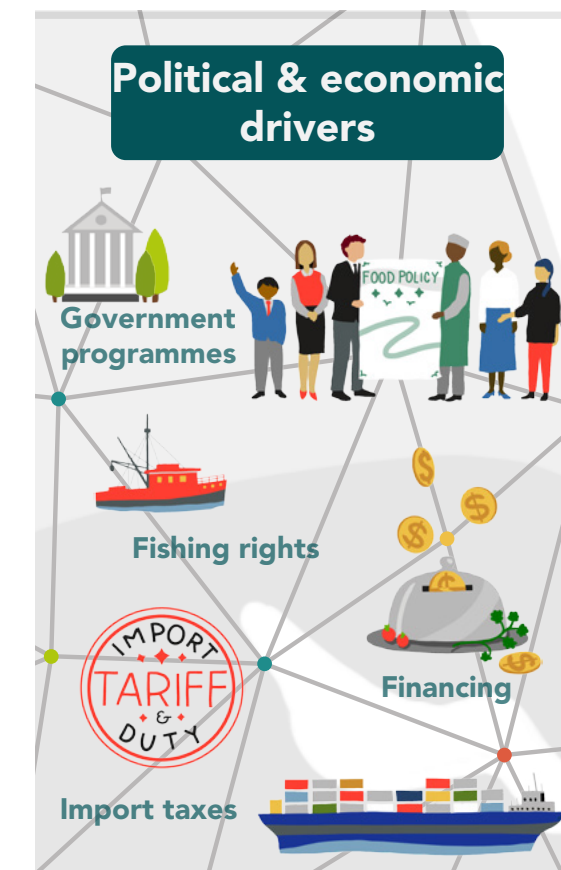 Political & economic
drivers
FOOD POLICY
Government
programmes
Fishing rights
IMPORT
TARIFF
&
DUTY
Financing
Import taxes